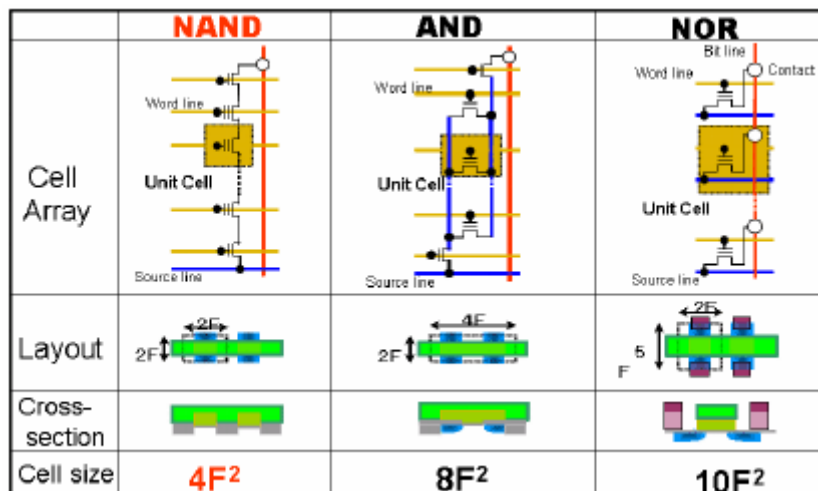 NAND AND NOR
Cell
Array
Word line
Unit Cell
Source line
Word line
Unit Cell
Source line
Bit line
Word line
Contact
Unit Cell
Source line
Layout
2F
2F
4F
2F
2F
5
F
Cross-
section
Cell size 4F² 8F² 10F²